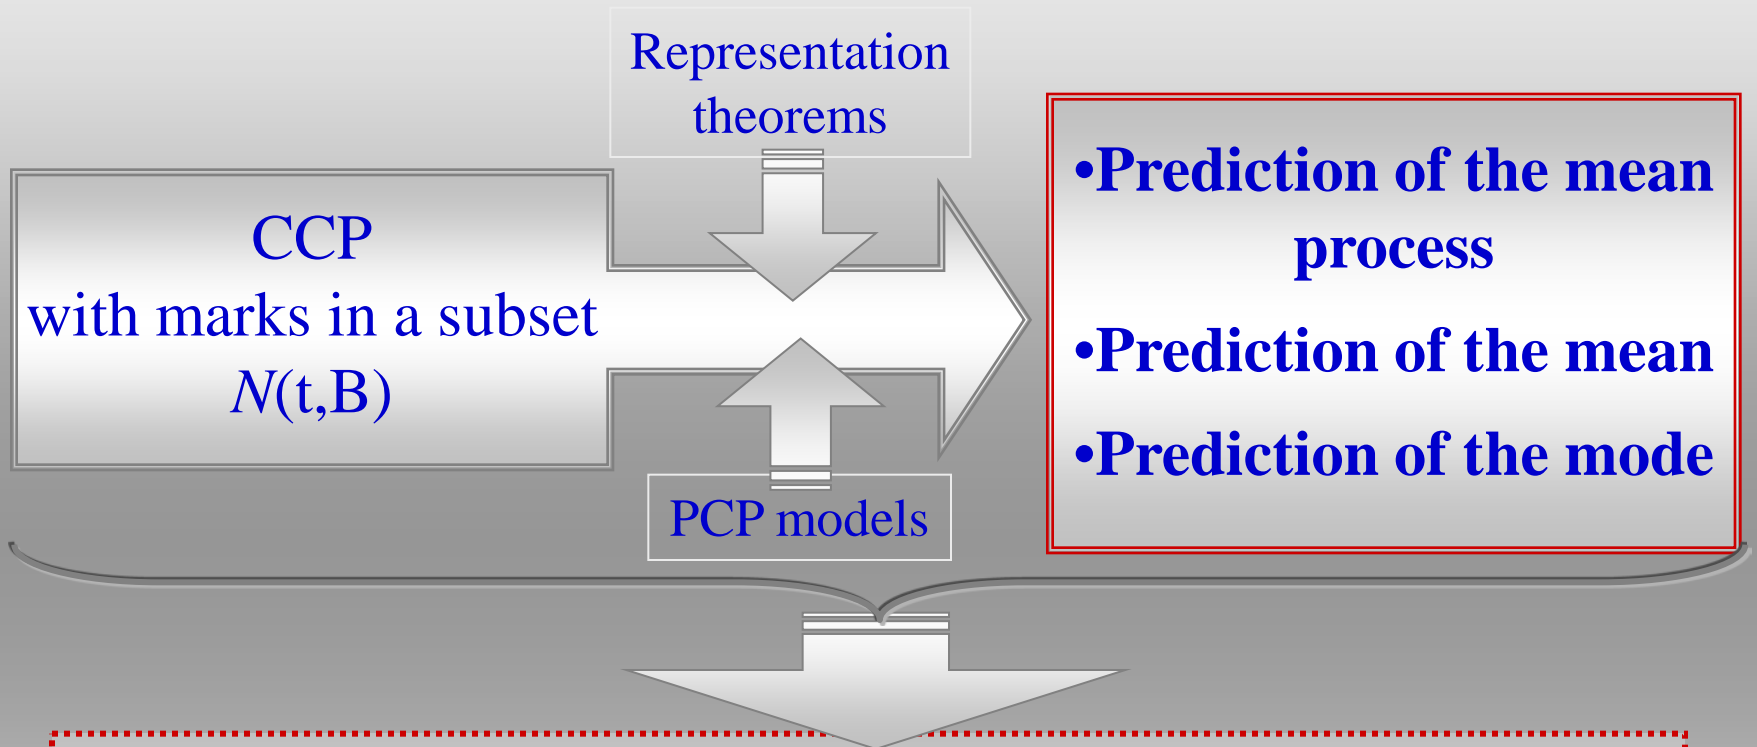 Representation
theorems
CCP
with marks in a subset
N(t,B)
PCP models
•Prediction of the mean
process
•Prediction of the mean
•Prediction of the mode